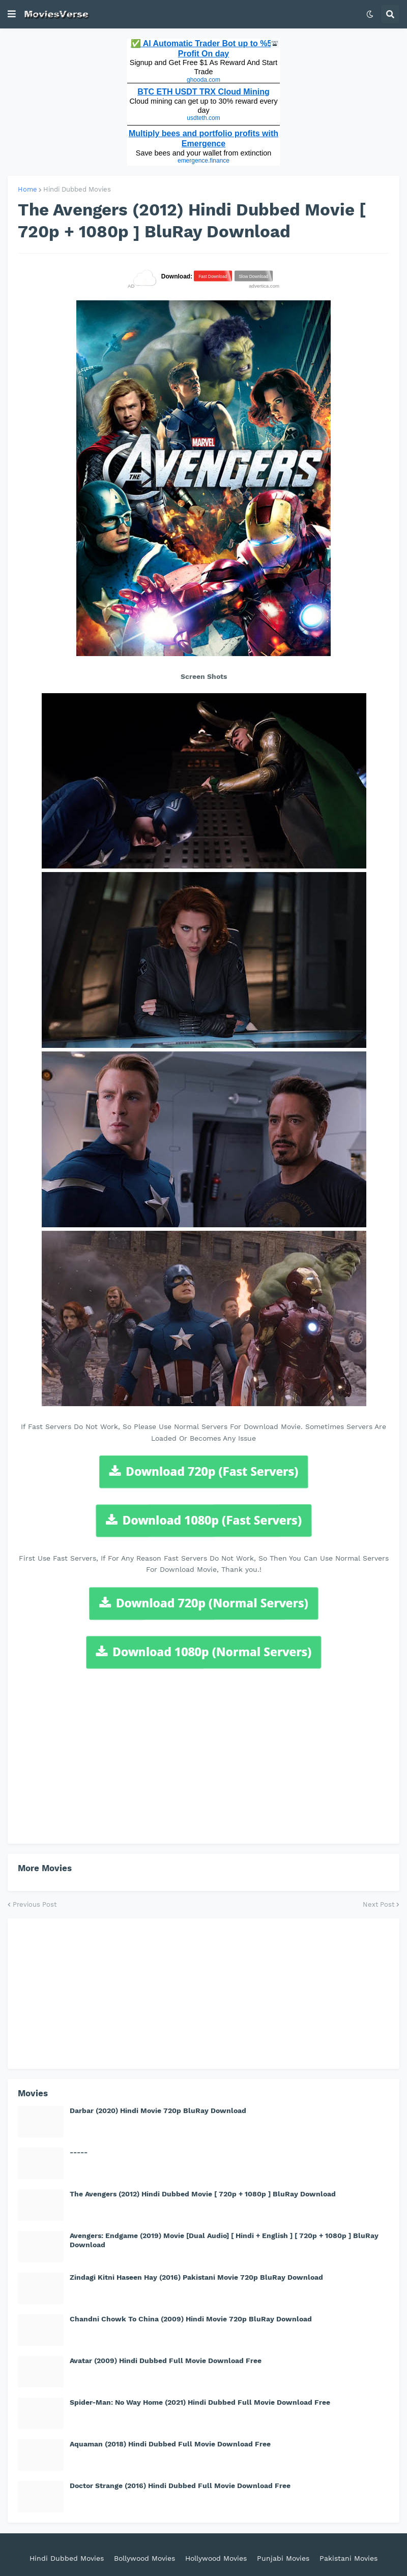 MoviesVerse
✅ AI Automatic Trader Bot up to %5
Profit On day
Signup and Get Free $1 As Reward And Start
Trade
ghooda.com
BTC ETH USDT TRX Cloud Mining
Cloud mining can get up to 30% reward every
day
usdteth.com
Multiply bees and portfolio profits with
Emergence
Save bees and your wallet from extinction
emergence.finance
Home › Hindi Dubbed Movies
The Avengers (2012) Hindi Dubbed Movie [
720p + 1080p ] BluRay Download
Download: Fast Download Slow Download
AD advertica.com
MARVEL
THE AVENGERS
Screen Shots
If Fast Servers Do Not Work, So Please Use Normal Servers For Download Movie. Sometimes Servers Are
Loaded Or Becomes Any Issue
Download 720p (Fast Servers)
Download 1080p (Fast Servers)
First Use Fast Servers, If For Any Reason Fast Servers Do Not Work, So Then You Can Use Normal Servers
For Download Movie, Thank you.!
Download 720p (Normal Servers)
Download 1080p (Normal Servers)
More Movies
‹ Previous Post Next Post ›
Movies
Darbar (2020) Hindi Movie 720p BluRay Download
-----
The Avengers (2012) Hindi Dubbed Movie [ 720p + 1080p ] BluRay Download
Avengers: Endgame (2019) Movie [Dual Audio] [ Hindi + English ] [ 720p + 1080p ] BluRay
Download
Zindagi Kitni Haseen Hay (2016) Pakistani Movie 720p BluRay Download
Chandni Chowk To China (2009) Hindi Movie 720p BluRay Download
Avatar (2009) Hindi Dubbed Full Movie Download Free
Spider-Man: No Way Home (2021) Hindi Dubbed Full Movie Download Free
Aquaman (2018) Hindi Dubbed Full Movie Download Free
Doctor Strange (2016) Hindi Dubbed Full Movie Download Free
Hindi Dubbed Movies Bollywood Movies Hollywood Movies Punjabi Movies Pakistani Movies